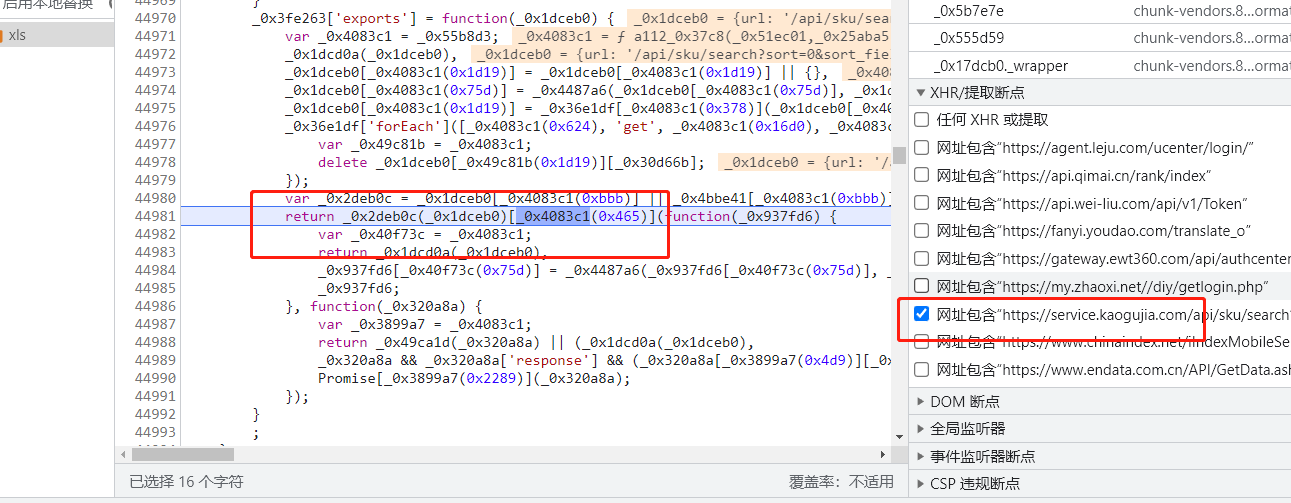 启用本地替换
xls
44969
}
44970 _0x3fe263['exports'] = function(_0x1dceb0) { _0x1dceb0 = {url: '/api/sku/sear
44971 var _0x4083c1 = _0x55b8d3; _0x4083c1 = ƒ a112_0x37c8(_0x51ec01,_0x25aba5
44972 _0x1dcd0a(_0x1dceb0), _0x1dceb0 = {url: '/api/sku/search?sort=0&sort_fie
44973 _0x1dceb0[_0x4083c1(0x1d19)] = _0x1dceb0[_0x4083c1(0x1d19)] || {}, _0x40
44974 _0x1dceb0[_0x4083c1(0x75d)] = _0x4487a6(_0x1dceb0[_0x4083c1(0x75d)], _0x1
44975 _0x1dceb0[_0x4083c1(0x1d19)] = _0x36e1df[_0x4083c1(0x378)](_0x1dceb0[_0x4
44976 _0x36e1df['forEach']([_0x4083c1(0x624), 'get', _0x4083c1(0x16d0), _0x4083
44977 var _0x49c81b = _0x4083c1;
44978 delete _0x1dceb0[_0x49c81b(0x1d19)][_0x30d66b]; _0x1dceb0 = {url: '/a
44979 });
44980 var _0x2deb0c = _0x1dceb0[_0x4083c1(0xbbb)] || _0x4bbe41[_0x4083c1(0xbbb)]
44981 return _0x2deb0c(_0x1dceb0)[_0x4083c1(0x465)](function(_0x937fd6) {
44982 var _0x40f73c = _0x4083c1;
44983 return _0x1dcd0a(_0x1dceb0),
44984 _0x937fd6[_0x40f73c(0x75d)] = _0x4487a6(_0x937fd6[_0x40f73c(0x75d)], _
44985 _0x937fd6;
44986 }, function(_0x320a8a) {
44987 var _0x3899a7 = _0x4083c1;
44988 return _0x49ca1d(_0x320a8a) || (_0x1dcd0a(_0x1dceb0),
44989 _0x320a8a && _0x320a8a['response'] && (_0x320a8a[_0x3899a7(0x4d9)][_0x
44990 Promise[_0x3899a7(0x2289)](_0x320a8a);
44991 });
44992 }
44993 ;
已选择 16 个字符 覆盖率：不适用
_0x5b7e7e chunk-vendors.8...ormat
_0x555d59 chunk-vendors.8...ormat
_0x17dcb0._wrapper chunk-vendors.8...ormat
XHR/提取断点
任何 XHR 或提取
网址包含“https://agent.leju.com/ucenter/login/”
网址包含“https://api.qimai.cn/rank/index”
网址包含“https://api.wei-liu.com/api/v1/Token”
网址包含“https://fanyi.youdao.com/translate_o”
网址包含“https://gateway.ewt360.com/api/authcenter
网址包含“https://my.zhaoxi.net//diy/getlogin.php”
网址包含“https://service.kaogujia.com/api/sku/search?
网址包含“https://www.chinaindex.net/iIndexMobileSe
网址包含“https://www.endata.com.cn/API/GetData.as
DOM 断点
全局监听器
事件监听器断点
CSP 违规断点